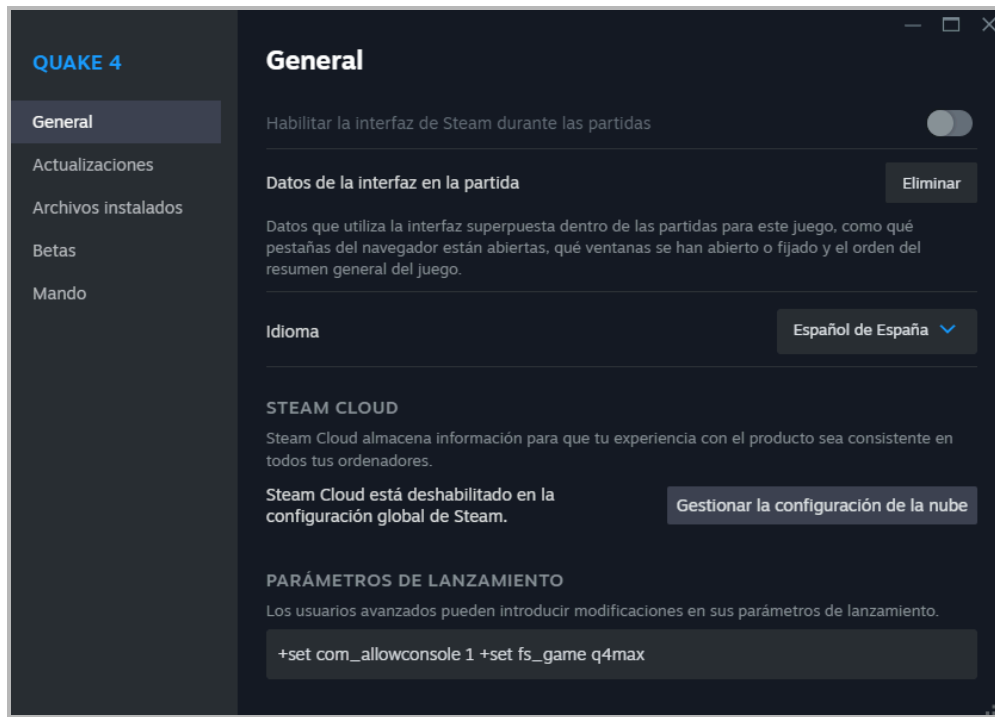 QUAKE 4
General
Actualizaciones
Archivos instalados
Betas
Mando
General
Habilitar la interfaz de Steam durante las partidas
Datos de la interfaz en la partida
Eliminar
Datos que utiliza la interfaz superpuesta dentro de las partidas para este juego, como qué
pestañas del navegador están abiertas, qué ventanas se han abierto o fijado y el orden del
resumen general del juego.
Idioma
Español de España
STEAM CLOUD
Steam Cloud almacena información para que tu experiencia con el producto sea consistente en
todos tus ordenadores.
Steam Cloud está deshabilitado en la
configuración global de Steam.
Gestionar la configuración de la nube
PARÁMETROS DE LANZAMIENTO
Los usuarios avanzados pueden introducir modificaciones en sus parámetros de lanzamiento.
+set com_allowconsole 1 +set fs_game q4max